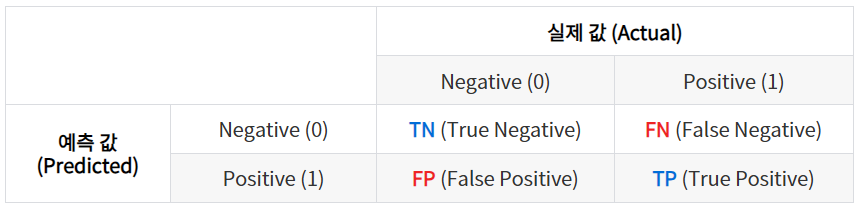 실제 값 (Actual)
Negative (0) Positive (1)
예측 값
(Predicted)
Negative (0) TN (True Negative) FN (False Negative)
Positive (1) FP (False Positive) TP (True Positive)